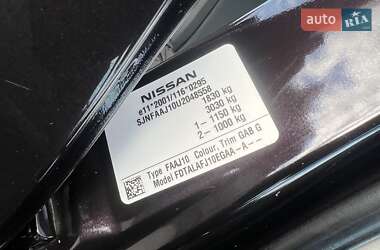 auto RIA
NISSAN
e11*2001/116*0295
SJNFAAJ10U2048558
1830 kg
3030 kg
1- 1150 kg
2- 1000 kg
Type FAAJ10 Colour, Trim GAB G
Model FDTALAFJ10EGAA-A--